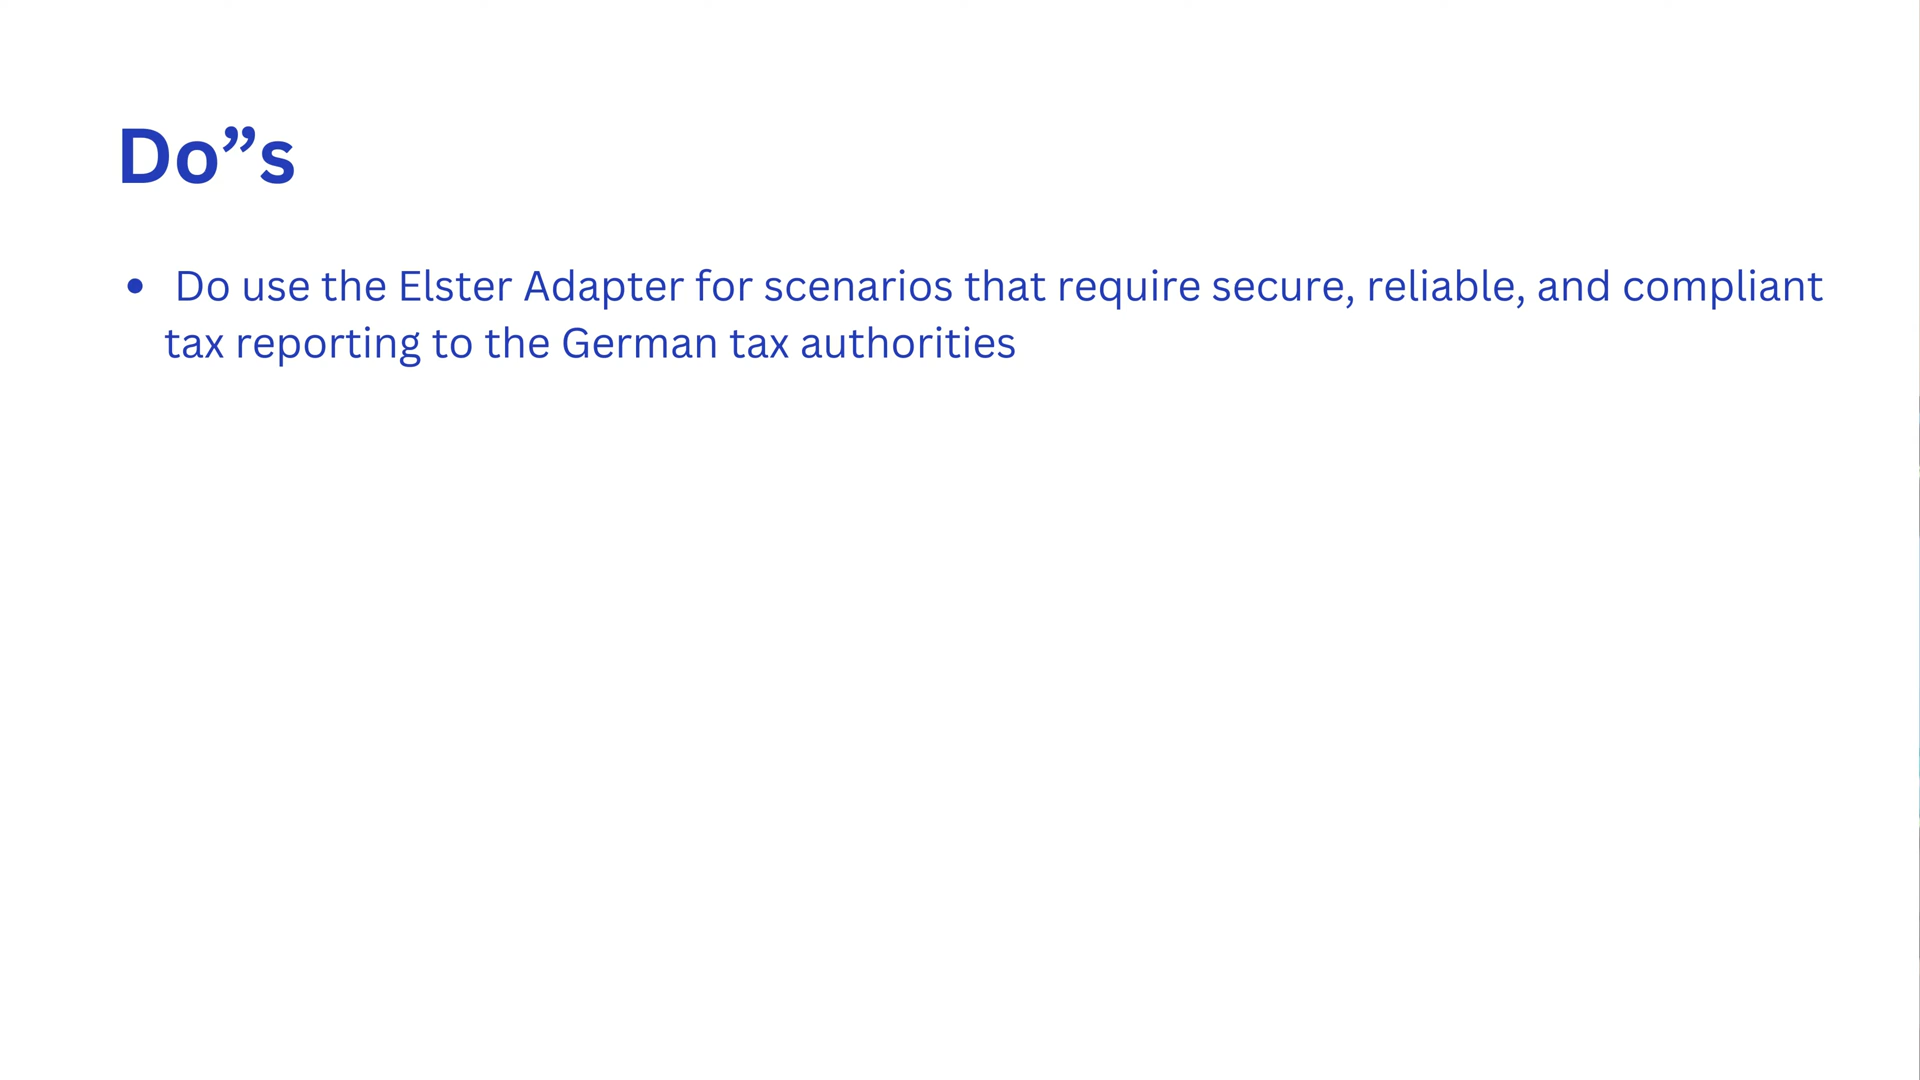 Do”s
• Do use the Elster Adapter for scenarios that require secure, reliable, and compliant
tax reporting to the German tax authorities